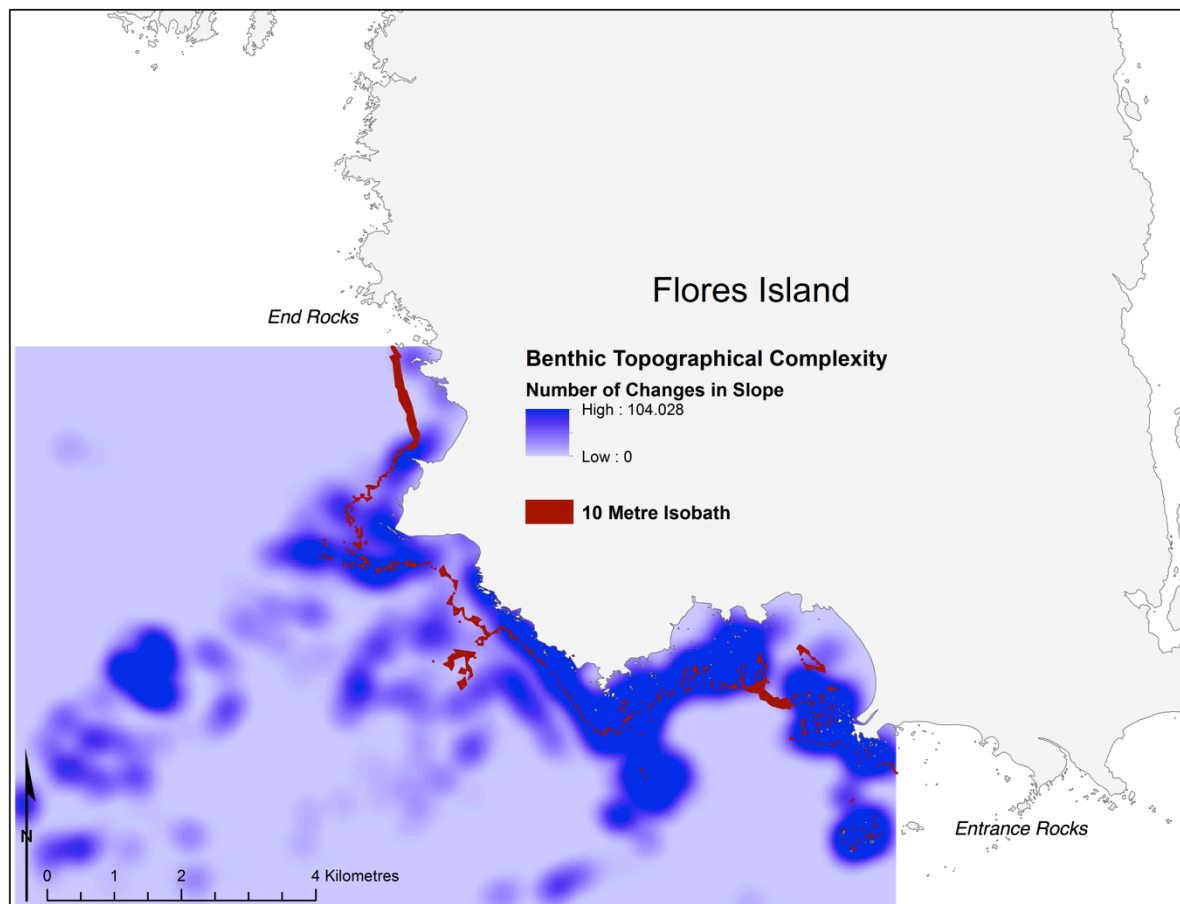 Flores Island
End Rocks
Benthic Topographical Complexity
Number of Changes in Slope
High : 104.028
Low : 0
10 Metre Isobath
Entrance Rocks
N
0 1 2 4 Kilometres